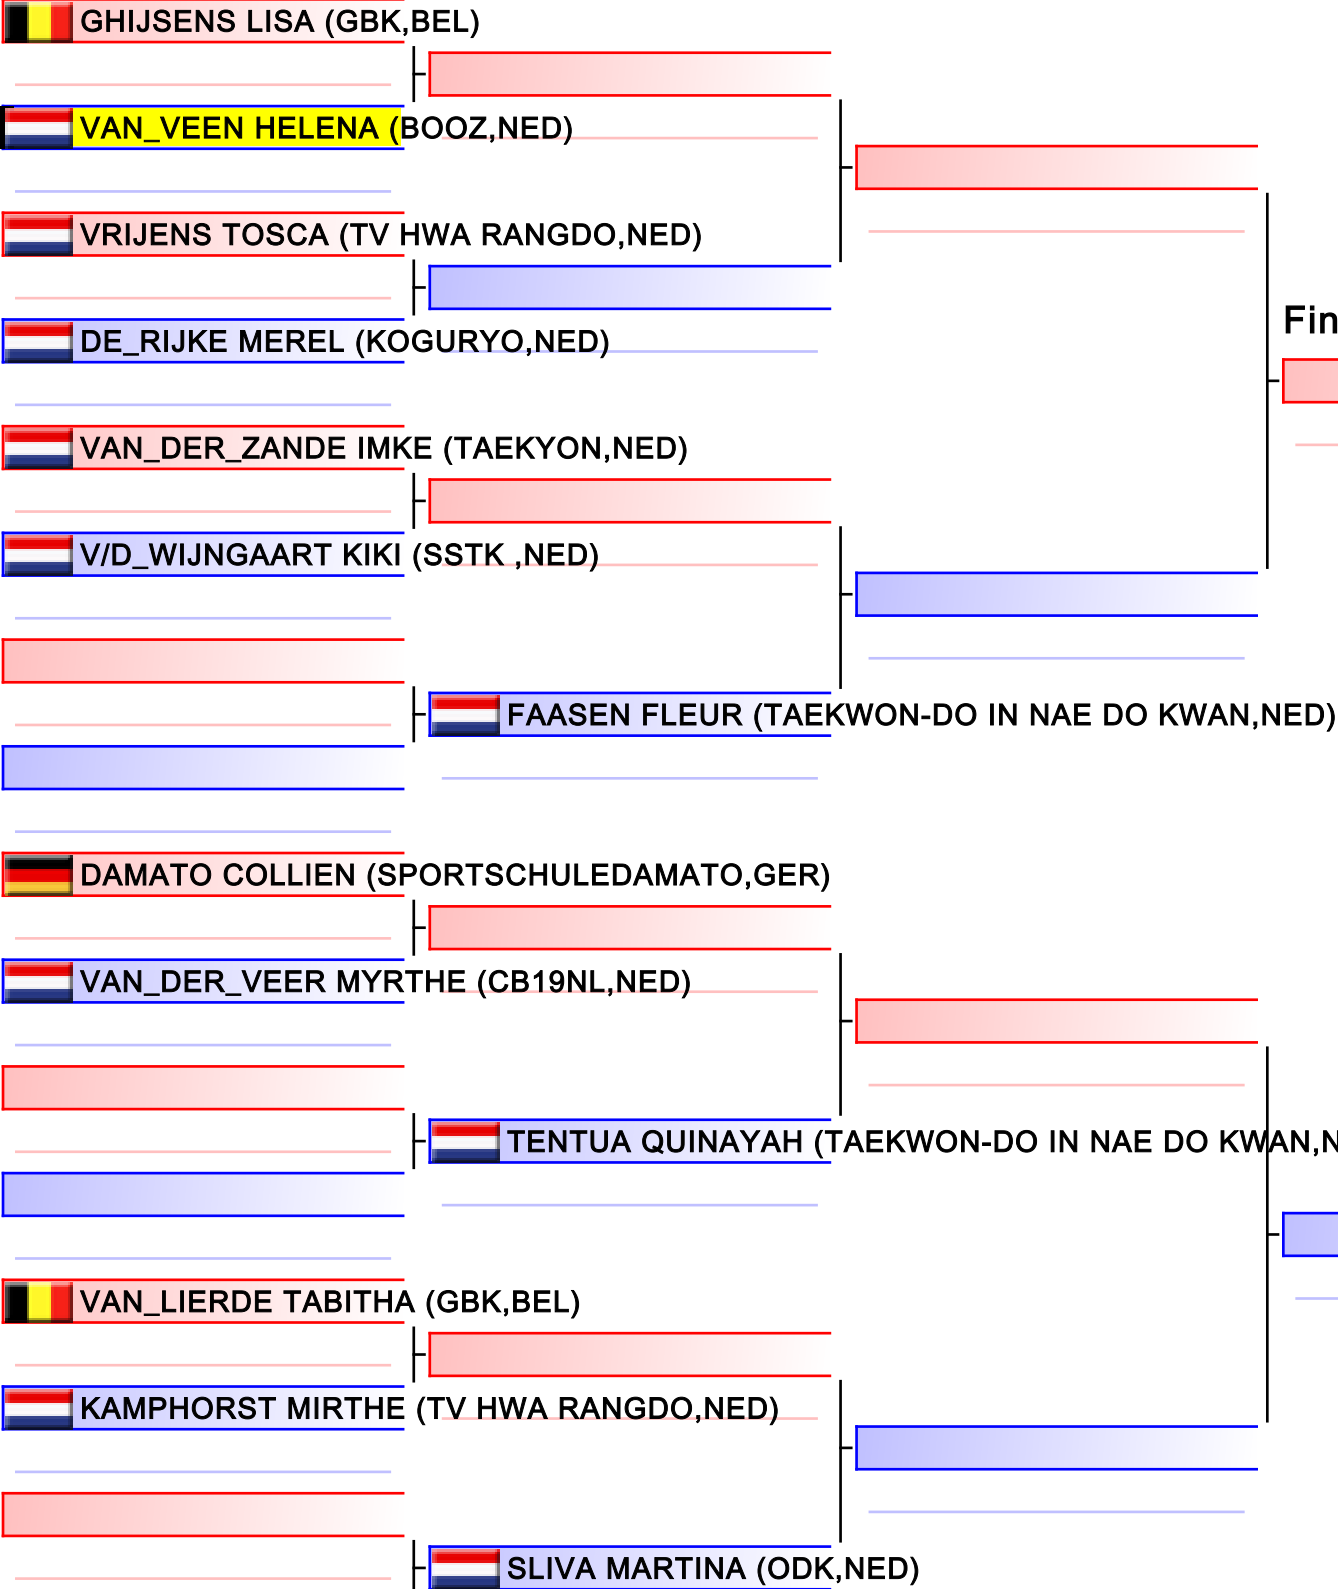 GHIJSENS LISA (GBK,BEL)
VAN_VEEN HELENA (BOOZ,NED)
VRIJENS TOSCA (TV HWA RANGDO,NED)
Fin
DE_RIJKE MEREL (KOGURYO,NED)
VAN_DER_ZANDE IMKE (TAEKYON,NED)
V/D_WIJNGAART KIKI (SSTK ,NED)
FAASEN FLEUR (TAEKWON-DO IN NAE DO KWAN,NED)
DAMATO COLLIEN (SPORTSCHULEDAMATO,GER)
VAN_DER_VEER MYRTHE (CB19NL,NED)
TENTUA QUINAYAH (TAEKWON-DO IN NAE DO KWAN,N
VAN_LIERDE TABITHA (GBK,BEL)
KAMPHORST MIRTHE (TV HWA RANGDO,NED)
SLIVA MARTINA (ODK,NED)